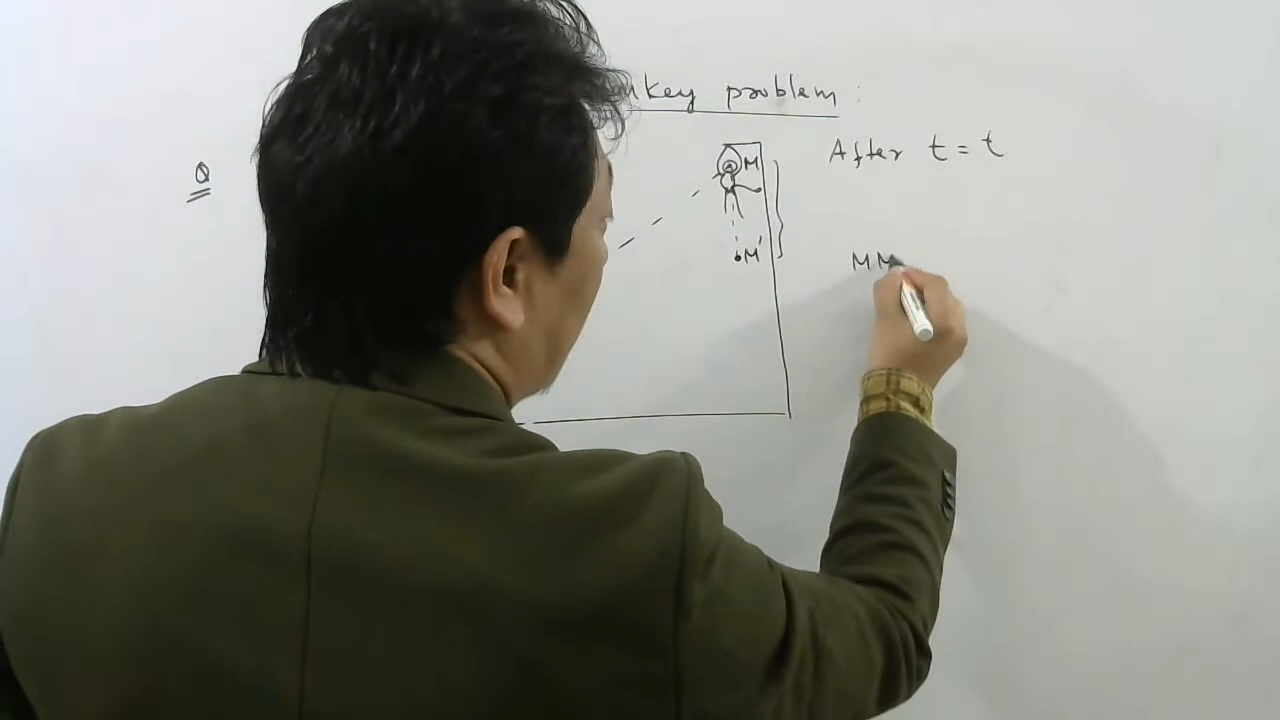 problem :
Q
M
After t = t
M'
MM